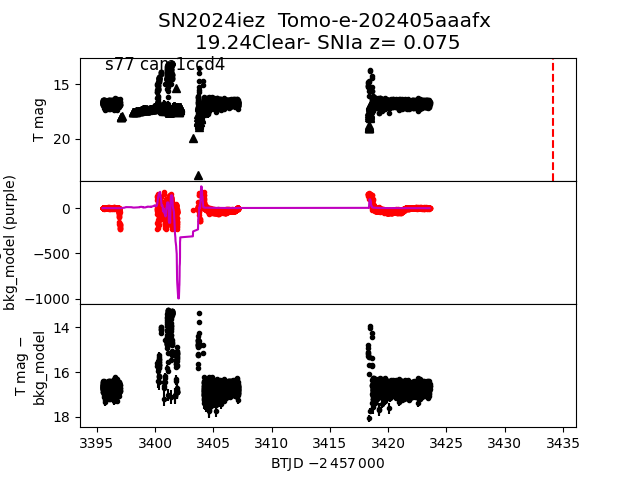 SN2024iez  Tomo-e-202405aaafx
19.24Clear- SNIa z= 0.075
s77 cam1ccd4
T mag
15
20
bkg_model (purple)
0
−500
−1000
T mag −
bkg_model
14
16
18
3395
3400
3405
3410
3415
3420
3425
3430
3435
BTJD −2 457 000